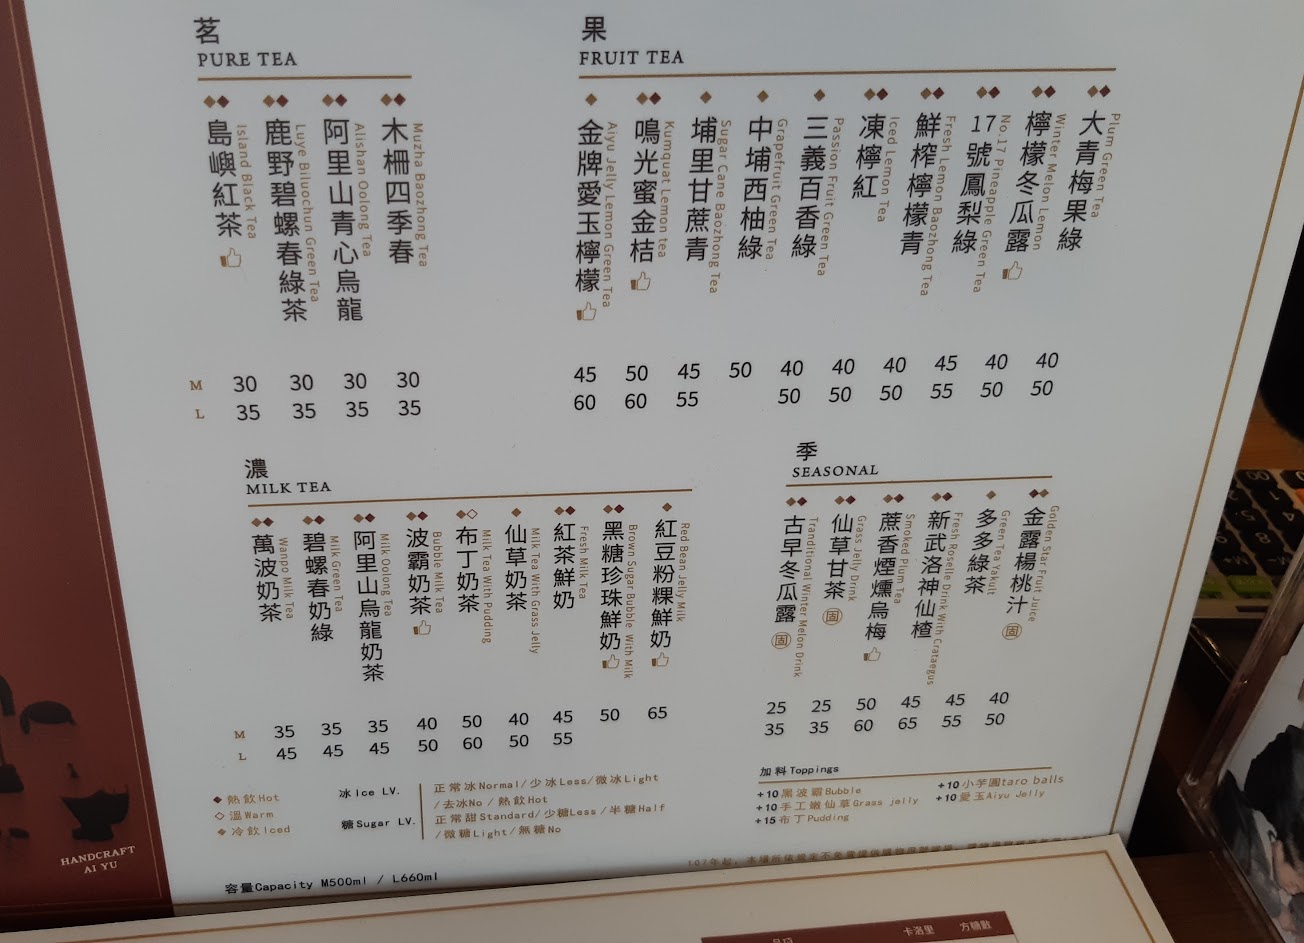 茗
PURE TEA
島嶼紅茶
Island Black Tea
鹿野碧螺春綠茶
Luye Biluochun Green Tea
阿里山青心烏龍
Alishan Oolong Tea
木柵四季春
Muzha Baozhong Tea
M 30 30 30 30
L 35 35 35 35
果
FRUIT TEA
金牌愛玉檸檬
Aiyu Jelly Lemon Green Tea
鳴光蜜金桔
Kumquat Lemon tea
埔里甘蔗青
Sugar Cane Baozhong Tea
中埔西柚綠
Grapefruit Green Tea
三義百香綠
Passion Fruit Green Tea
凍檸紅
Iced Lemon Tea
鮮榨檸檬青
Fresh Lemon Baozhong Tea
17號鳳梨綠
No.17 Pineapple Green Tea
檸檬冬瓜露
Winter Melon Lemon
大青梅果綠
Plum Green Tea
45 50 45 50 40 40 40 45 40 40
60 60 55 50 50 50 55 50 50
濃
MILK TEA
萬波奶茶
Wanpo Milk Tea
碧螺春奶綠
Milk Green Tea
阿里山烏龍奶茶
Milk Oolong Tea
波霸奶茶
Bubble Milk Tea
布丁奶茶
Milk Tea With Pudding
仙草奶茶
Milk Tea With Grass Jelly
紅茶鮮奶
Fresh Milk Tea
黑糖珍珠鮮奶
Brown Sugar Bubble With Milk
紅豆粉粿鮮奶
Red Bean Jelly Milk
M 35 35 35 40 50 40 45 50 65
L 45 45 45 50 60 50 55
季
SEASONAL
古早冬瓜露 固
Tranditional Winter Melon Drink
仙草甘茶 固
Grass Jelly Drink
蔗香煙燻烏梅
Smoked Plum Tea
新武洛神仙楂
Fresh Roselle Drink With Crataegus
多多綠茶
Green Tea Yakult
金露楊桃汁 固
Golden Star Fruit Juice
25 25 50 45 45 40
35 35 60 65 55 50
熱飲Hot
溫Warm
冷飲Iced
冰Ice LV.
正常冰Normal/少冰Less/微冰Light
/去冰No / 熱飲Hot
糖Sugar LV.
正常甜Standard/少糖Less/半糖Half
/微糖Light/無糖No
加料Toppings
+10黑波霸Bubble
+10手工嫩仙草Grass jelly
+15布丁Pudding
+10小芋圓taro balls
+10愛玉Aiyu Jelly
容量Capacity M500ml / L660ml
HANDCRAFT
AI YU
卡洛里 方糖數